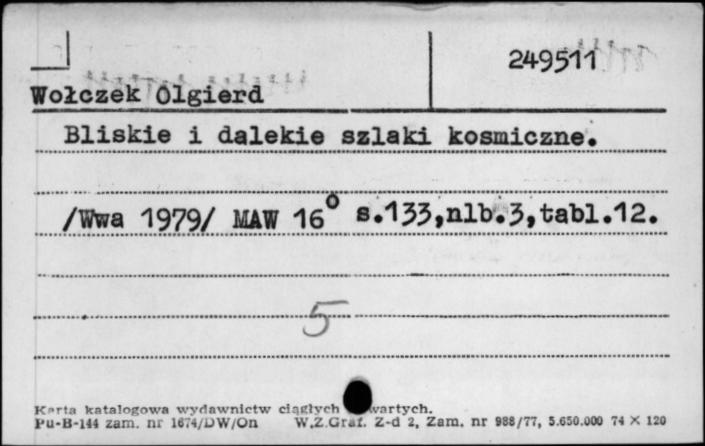 249511
Wołczek Olgierd
Bliskie i dalekie szlaki kosmiczne.
/Wwa 1979/ MAW 16° s.133,nlb.3,tabl.12.
5
Karta katalogowa wydawnictw ciągłych wartych.
Pu-B-144 zam. nr 1674/DW/On W.Z.Graf. Z-d 2, Zam. nr 988/77, 5.650.000 74 X 120